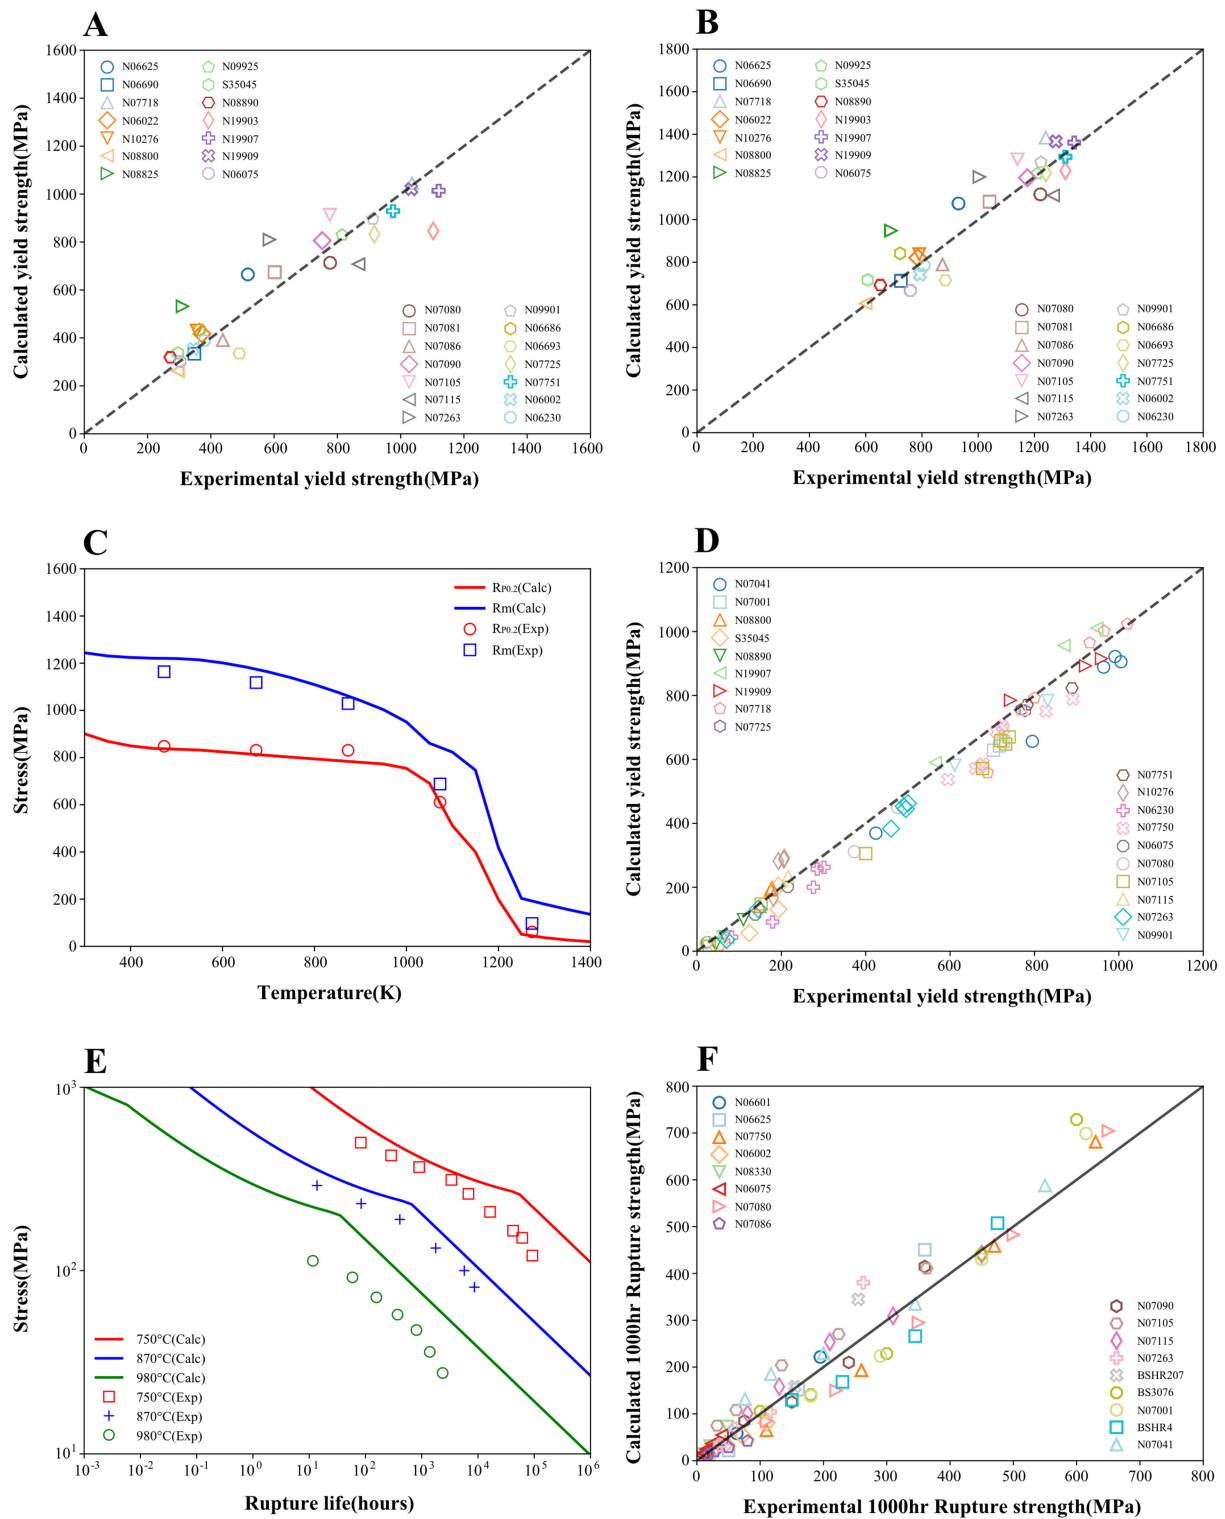 A
1600
1400
1200
1000
800
600
400
200
0
0 200 400 600 800 1000 1200 1400 1600
Calculated yield strength(MPa)
Experimental yield strength(MPa)
N06625 N09925
N06690 S35045
N07718 N08890
N06022 N19903
N10276 N19907
N08800 N19909
N08825 N06075
N07080 N09901
N07081 N06686
N07086 N06693
N07090 N07725
N07105 N07751
N07115 N06002
N07263 N06230
B
1800
1600
1400
1200
1000
800
600
400
200
0
0 200 400 600 800 1000 1200 1400 1600 1800
Calculated yield strength(MPa)
Experimental yield strength(MPa)
N06625 N09925
N06690 S35045
N07718 N08890
N06022 N19903
N10276 N19907
N08800 N19909
N08825 N06075
N07080 N09901
N07081 N06686
N07086 N06693
N07090 N07725
N07105 N07751
N07115 N06002
N07263 N06230
C
1600
1400
1200
1000
800
600
400
200
0
400 600 800 1000 1200 1400
Stress(MPa)
Temperature(K)
RP0.2(Calc)
Rm(Calc)
RP0.2(Exp)
Rm(Exp)
D
1200
1000
800
600
400
200
0
0 200 400 600 800 1000 1200
Calculated yield strength(MPa)
Experimental yield strength(MPa)
N07041
N07001
N08800
S35045
N08890
N19907
N19909
N07718
N07725
N07751
N10276
N06230
N07750
N06075
N07080
N07105
N07115
N07263
N09901
E
10³
10²
10¹
10⁻³ 10⁻² 10⁻¹ 10⁰ 10¹ 10² 10³ 10⁴ 10⁵ 10⁶
Stress(MPa)
Rupture life(hours)
750°C(Calc)
870°C(Calc)
980°C(Calc)
750°C(Exp)
870°C(Exp)
980°C(Exp)
F
800
700
600
500
400
300
200
100
0
0 100 200 300 400 500 600 700 800
Calculated 1000hr Rupture strength(MPa)
Experimental 1000hr Rupture strength(MPa)
N06601
N06625
N07750
N06002
N08330
N06075
N07080
N07086
N07090
N07105
N07115
N07263
BSHR207
BS3076
N07001
BSHR4
N07041